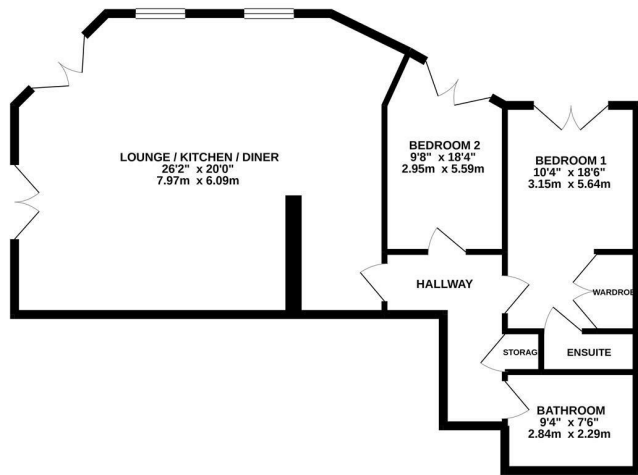 LOUNGE / KITCHEN / DINER
26'2" x 20'0"
7.97m x 6.09m
BEDROOM 2
9'8" x 18'4"
2.95m x 5.59m
BEDROOM 1
10'4" x 18'6"
3.15m x 5.64m
HALLWAY
WARDROB
STORAG
ENSUITE
BATHROOM
9'4" x 7'6"
2.84m x 2.29m